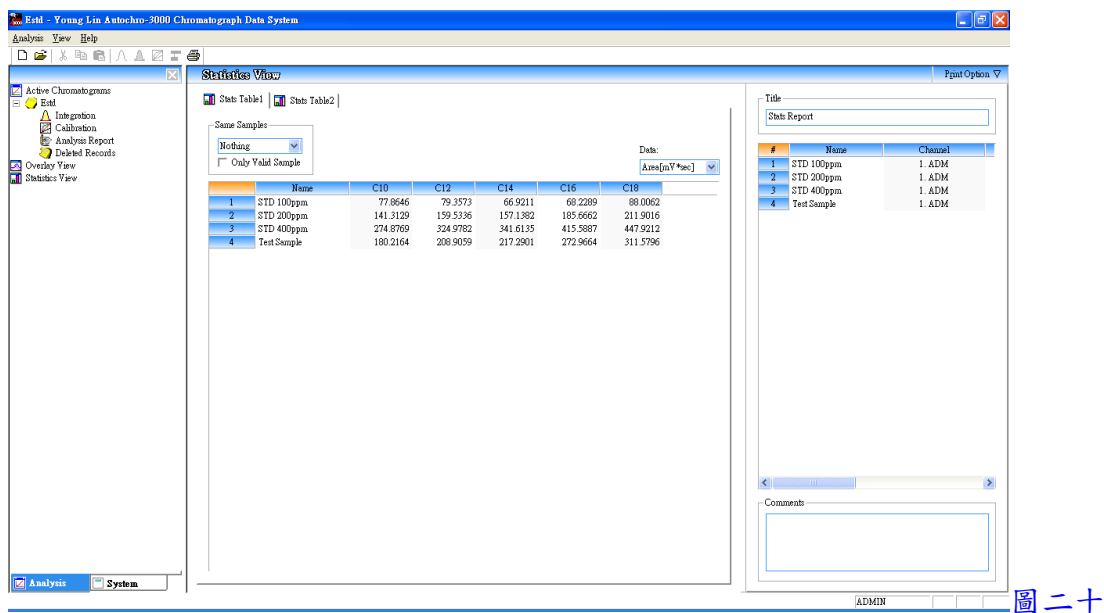 Estd - Young Lin Autochro-3000 Chromatograph Data System
Analysis View Help
Active Chromatograms
Estd
Integration
Calibration
Analysis Report
Deleted Records
Overlay View
Statistics View
Analysis System
Statistics View
Print Option ▽
Stats Table1 Stats Table2
Same Samples
Nothing
Only Valid Sample
Data:
Area[mV*sec]
Name C10 C12 C14 C16 C18
1 STD 100ppm 77.8646 79.3573 66.9211 68.2289 88.0062
2 STD 200ppm 141.3129 159.5336 157.1382 185.6662 211.9016
3 STD 400ppm 274.8769 324.9782 341.6135 415.5887 447.9212
4 Test Sample 180.2164 208.9059 217.2901 272.9664 311.5796
Title
Stats Report
# Name Channel
1 STD 100ppm 1. ADM
2 STD 200ppm 1. ADM
3 STD 400ppm 1. ADM
4 Test Sample 1. ADM
Comments
ADMIN
圖二十